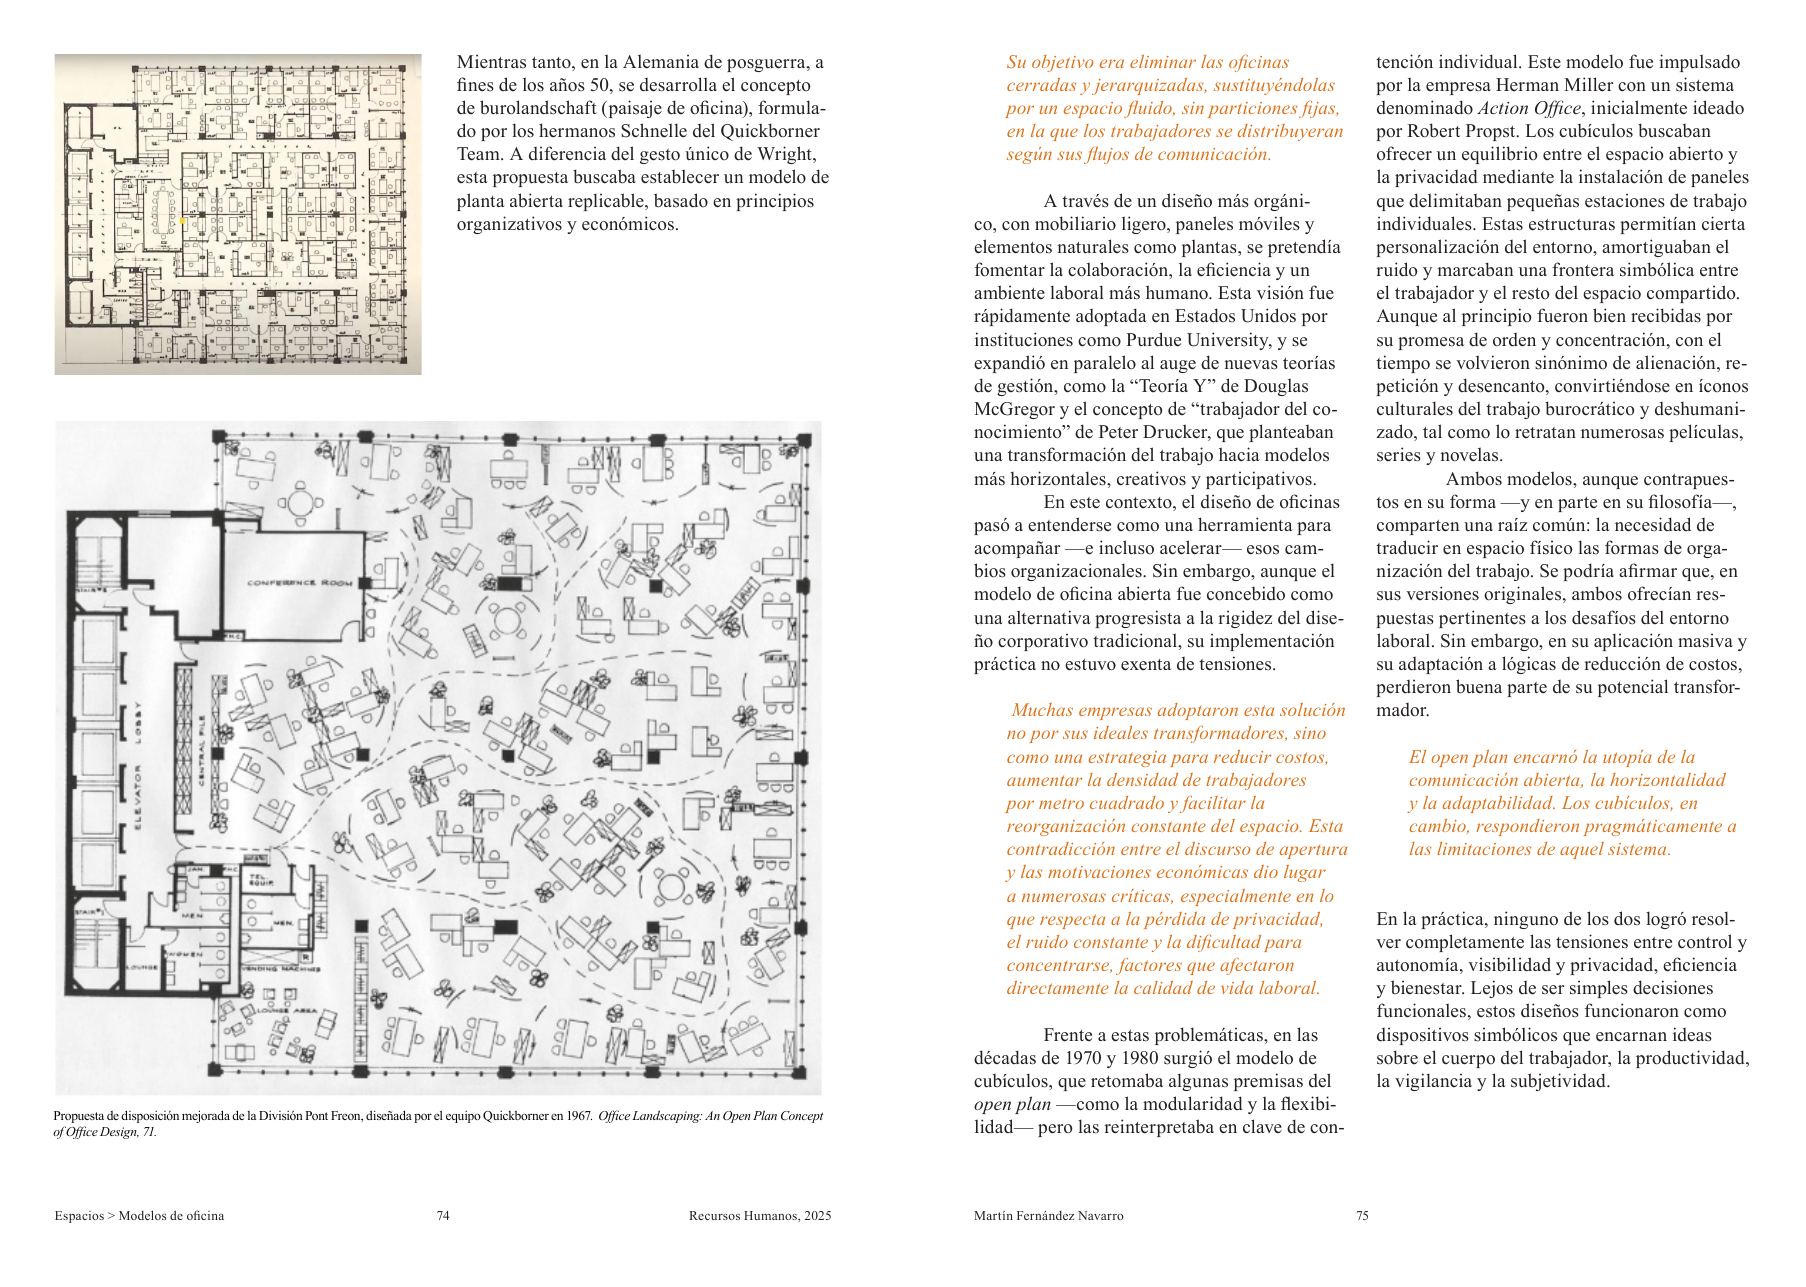 Mientras tanto, en la Alemania de posguerra, a
fines de los años 50, se desarrolla el concepto
de burolandschaft (paisaje de oficina), formula-
do por los hermanos Schnelle del Quickborner
Team. A diferencia del gesto único de Wright,
esta propuesta buscaba establecer un modelo de
planta abierta replicable, basado en principios
organizativos y económicos.
CONFERENCE ROOM
ELEVATOR LOBBY
CENTRAL FILE
JAN.
TEL.
EQUIP.
MEN
MEN
WOMEN
LOUNGE
VENDING MACHINES
LOUNGE AREA
Propuesta de disposición mejorada de la División Pont Freon, diseñada por el equipo Quickborner en 1967. Office Landscaping: An Open Plan Concept
of Office Design, 71.
Espacios > Modelos de oficina
74
Recursos Humanos, 2025
Su objetivo era eliminar las oficinas
cerradas y jerarquizadas, sustituyéndolas
por un espacio fluido, sin particiones fijas,
en la que los trabajadores se distribuyeran
según sus flujos de comunicación.
A través de un diseño más orgáni-
co, con mobiliario ligero, paneles móviles y
elementos naturales como plantas, se pretendía
fomentar la colaboración, la eficiencia y un
ambiente laboral más humano. Esta visión fue
rápidamente adoptada en Estados Unidos por
instituciones como Purdue University, y se
expandió en paralelo al auge de nuevas teorías
de gestión, como la “Teoría Y” de Douglas
McGregor y el concepto de “trabajador del co-
nocimiento” de Peter Drucker, que planteaban
una transformación del trabajo hacia modelos
más horizontales, creativos y participativos.
En este contexto, el diseño de oficinas
pasó a entenderse como una herramienta para
acompañar —e incluso acelerar— esos cam-
bios organizacionales. Sin embargo, aunque el
modelo de oficina abierta fue concebido como
una alternativa progresista a la rigidez del dise-
ño corporativo tradicional, su implementación
práctica no estuvo exenta de tensiones.
Muchas empresas adoptaron esta solución
no por sus ideales transformadores, sino
como una estrategia para reducir costos,
aumentar la densidad de trabajadores
por metro cuadrado y facilitar la
reorganización constante del espacio. Esta
contradicción entre el discurso de apertura
y las motivaciones económicas dio lugar
a numerosas críticas, especialmente en lo
que respecta a la pérdida de privacidad,
el ruido constante y la dificultad para
concentrarse, factores que afectaron
directamente la calidad de vida laboral.
Frente a estas problemáticas, en las
décadas de 1970 y 1980 surgió el modelo de
cubículos, que retomaba algunas premisas del
open plan —como la modularidad y la flexibi-
lidad— pero las reinterpretaba en clave de con-
tención individual. Este modelo fue impulsado
por la empresa Herman Miller con un sistema
denominado Action Office, inicialmente ideado
por Robert Propst. Los cubículos buscaban
ofrecer un equilibrio entre el espacio abierto y
la privacidad mediante la instalación de paneles
que delimitaban pequeñas estaciones de trabajo
individuales. Estas estructuras permitían cierta
personalización del entorno, amortiguaban el
ruido y marcaban una frontera simbólica entre
el trabajador y el resto del espacio compartido.
Aunque al principio fueron bien recibidas por
su promesa de orden y concentración, con el
tiempo se volvieron sinónimo de alienación, re-
petición y desencanto, convirtiéndose en íconos
culturales del trabajo burocrático y deshumani-
zado, tal como lo retratan numerosas películas,
series y novelas.
Ambos modelos, aunque contrapues-
tos en su forma —y en parte en su filosofía—,
comparten una raíz común: la necesidad de
traducir en espacio físico las formas de orga-
nización del trabajo. Se podría afirmar que, en
sus versiones originales, ambos ofrecían res-
puestas pertinentes a los desafíos del entorno
laboral. Sin embargo, en su aplicación masiva y
su adaptación a lógicas de reducción de costos,
perdieron buena parte de su potencial transfor-
mador.
El open plan encarnó la utopía de la
comunicación abierta, la horizontalidad
y la adaptabilidad. Los cubículos, en
cambio, respondieron pragmáticamente a
las limitaciones de aquel sistema.
En la práctica, ninguno de los dos logró resol-
ver completamente las tensiones entre control y
autonomía, visibilidad y privacidad, eficiencia
y bienestar. Lejos de ser simples decisiones
funcionales, estos diseños funcionaron como
dispositivos simbólicos que encarnan ideas
sobre el cuerpo del trabajador, la productividad,
la vigilancia y la subjetividad.
Martín Fernández Navarro
75